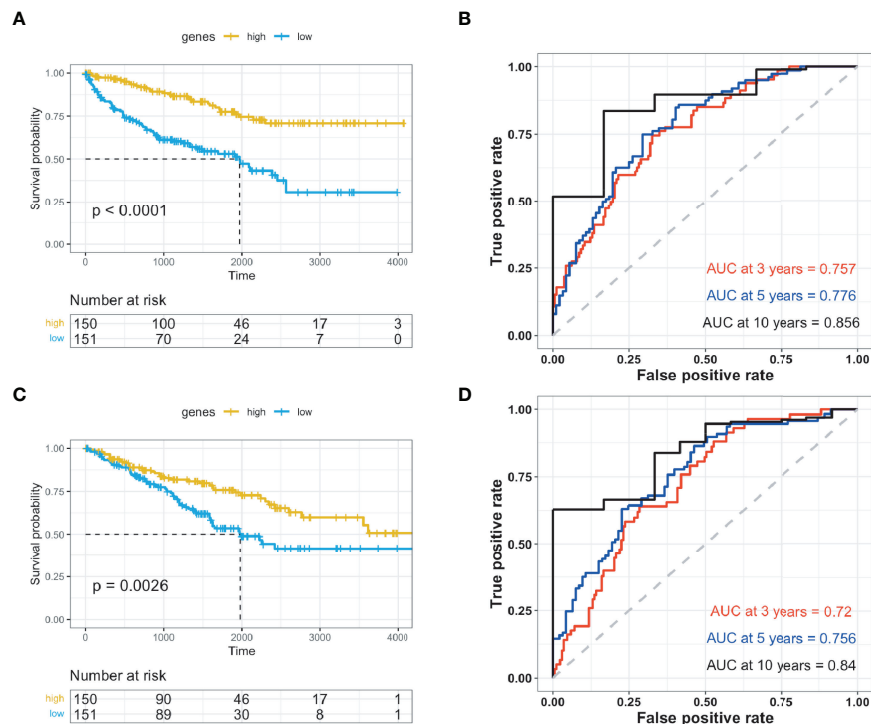 A
genes high low
1.00
0.75
0.50
0.25
0.00
Survival probability
p < 0.0001
0 1000 2000 3000 4000
Time
Number at risk
high 150 100 46 17 3
low 151 70 24 7 0
B
1.00
0.75
0.50
0.25
0.00
True positive rate
AUC at 3 years = 0.757
AUC at 5 years = 0.776
AUC at 10 years = 0.856
0.00 0.25 0.50 0.75 1.00
False positive rate
C
genes high low
1.00
0.75
0.50
0.25
0.00
Survival probability
p = 0.0026
0 1000 2000 3000 4000
Time
Number at risk
high 150 90 46 17 1
low 151 89 30 8 1
D
1.00
0.75
0.50
0.25
0.00
True positive rate
AUC at 3 years = 0.72
AUC at 5 years = 0.756
AUC at 10 years = 0.84
0.00 0.25 0.50 0.75 1.00
False positive rate